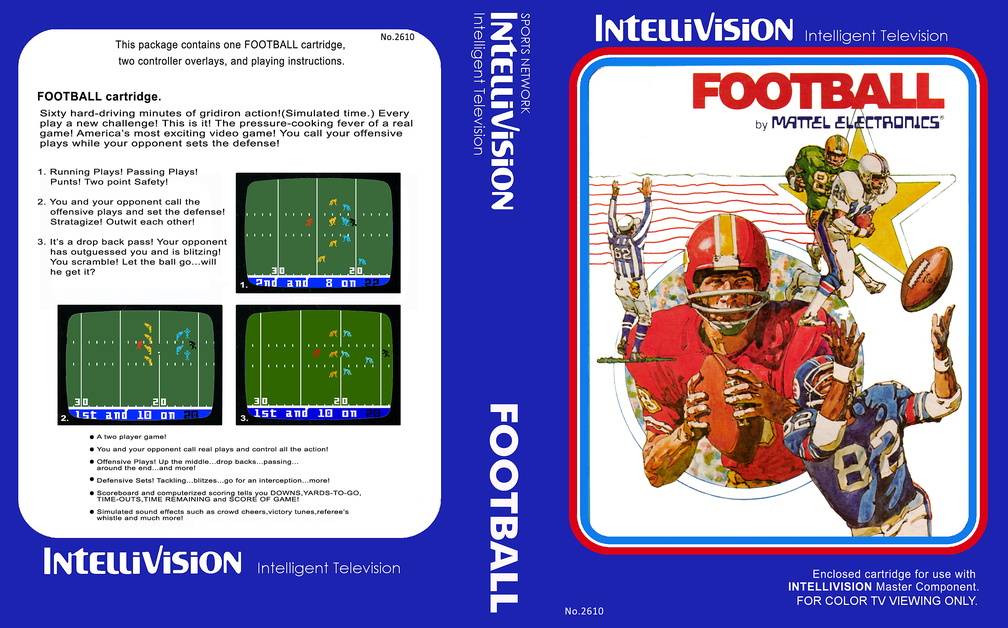 No.2610
This package contains one FOOTBALL cartridge,
two controller overlays, and playing instructions.
FOOTBALL cartridge.
Sixty hard-driving minutes of gridiron action!(Simulated time.) Every
play a new challenge! This is it! The pressure-cooking fever of a real
game! America's most exciting video game! You call your offensive
plays while your opponent sets the defense!
1. Running Plays! Passing Plays!
Punts! Two point Safety!
2. You and your opponent call the
offensive plays and set the defense!
Stratagize! Outwit each other!
3. It's a drop back pass! Your opponent
has outguessed you and is blitzing!
You scramble! Let the ball go...will
he get it?
30 20
1. 2nd and 8 on 22
30 20
2. 1st and 10 on 20
30 20
3. 1st and 10 on 20
• A two player game!
• You and your opponent call real plays and control all the action!
• Offensive Plays! Up the middle...drop backs...passing...
around the end...and more!
• Defensive Sets! Tackling...blitzes...go for an interception...more!
• Scoreboard and computerized scoring tells you DOWNS,YARDS-TO-GO,
TIME-OUTS,TIME REMAINING and SCORE OF GAME!
• Simulated sound effects such as crowd cheers,victory tunes,referee's
whistle and much more!
INTELLIVISION Intelligent Television
SPORTS NETWORK
INTELLIVISION
Intelligent Television
FOOTBALL
INTELLIVISION Intelligent Television
FOOTBALL
by MATTEL ELECTRONICS®
62
82
82
Enclosed cartridge for use with
INTELLIVISION Master Component.
FOR COLOR TV VIEWING ONLY.
No.2610